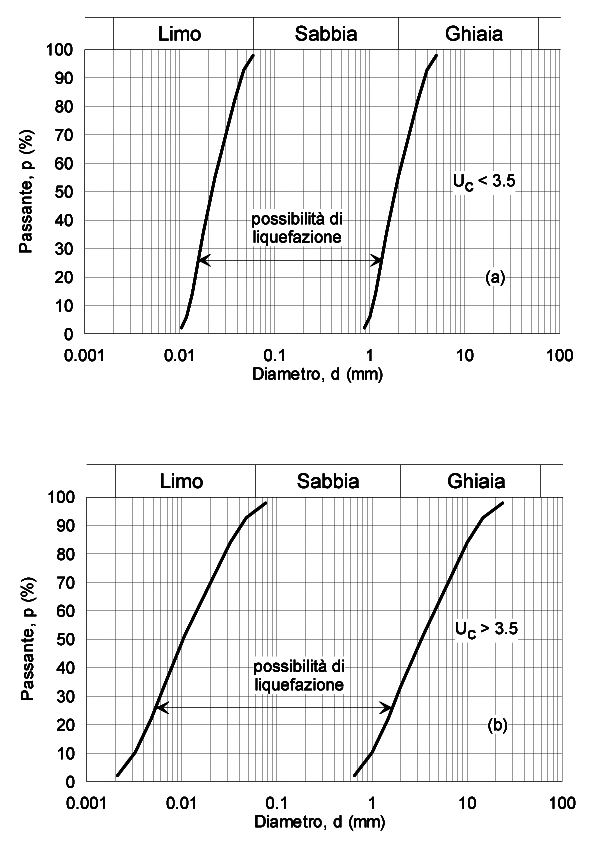 Limo Sabbia Ghiaia
100
90
80
70
60
50
40
30
20
10
0
Passante, p (%)
U_C < 3.5
possibilità di
liquefazione
(a)
0.001 0.01 0.1 1 10 100
Diametro, d (mm)
Limo Sabbia Ghiaia
100
90
80
70
60
50
40
30
20
10
0
Passante, p (%)
U_C > 3.5
possibilità di
liquefazione
(b)
0.001 0.01 0.1 1 10 100
Diametro, d (mm)